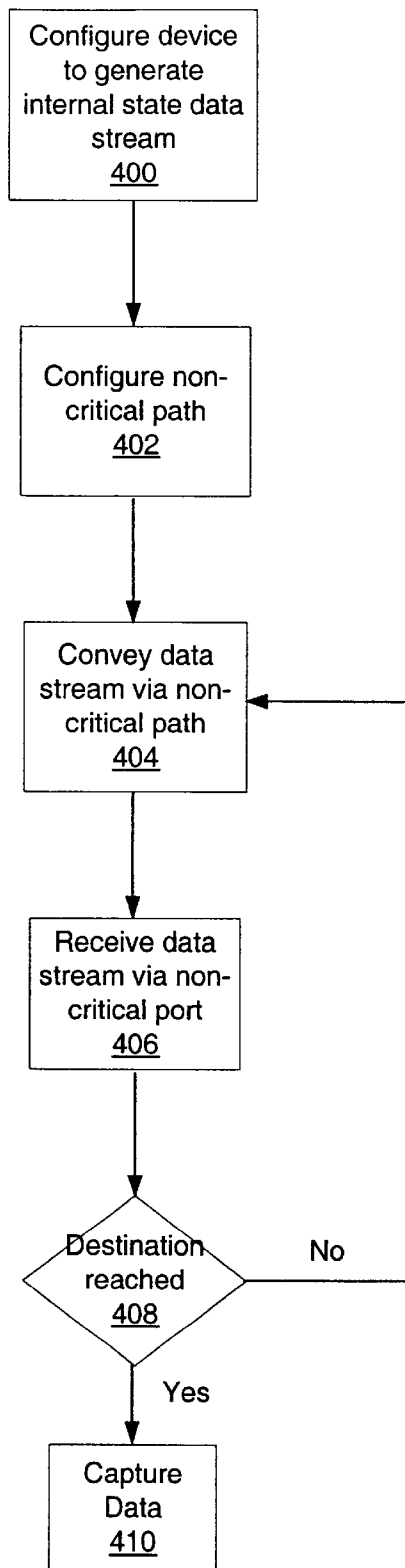 Configure device
to generate
internal state data
stream
400
Configure non-
critical path
402
Convey data
stream via non-
critical path
404
Receive data
stream via non-
critical port
406
Destination
reached
408
No
Yes
Capture
Data
410